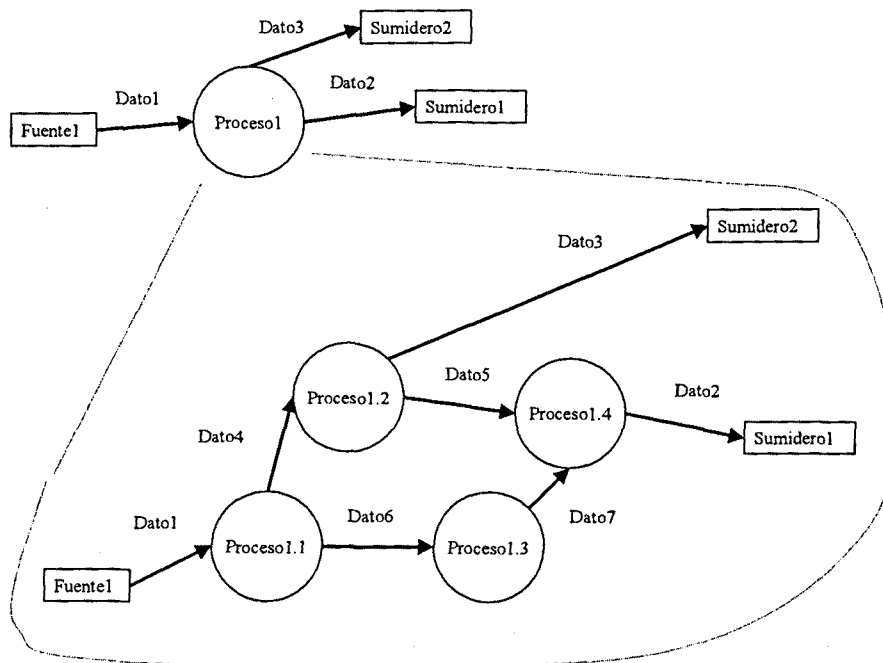 Dato3
Sumidero2
Dato1
Dato2
Sumidero1
Fuente1
Proceso1
Sumidero2
Dato3
Dato5
Proceso1.2
Dato2
Proceso1.4
Dato4
Sumidero1
Dato1
Dato6
Dato7
Proceso1.1
Proceso1.3
Fuente1